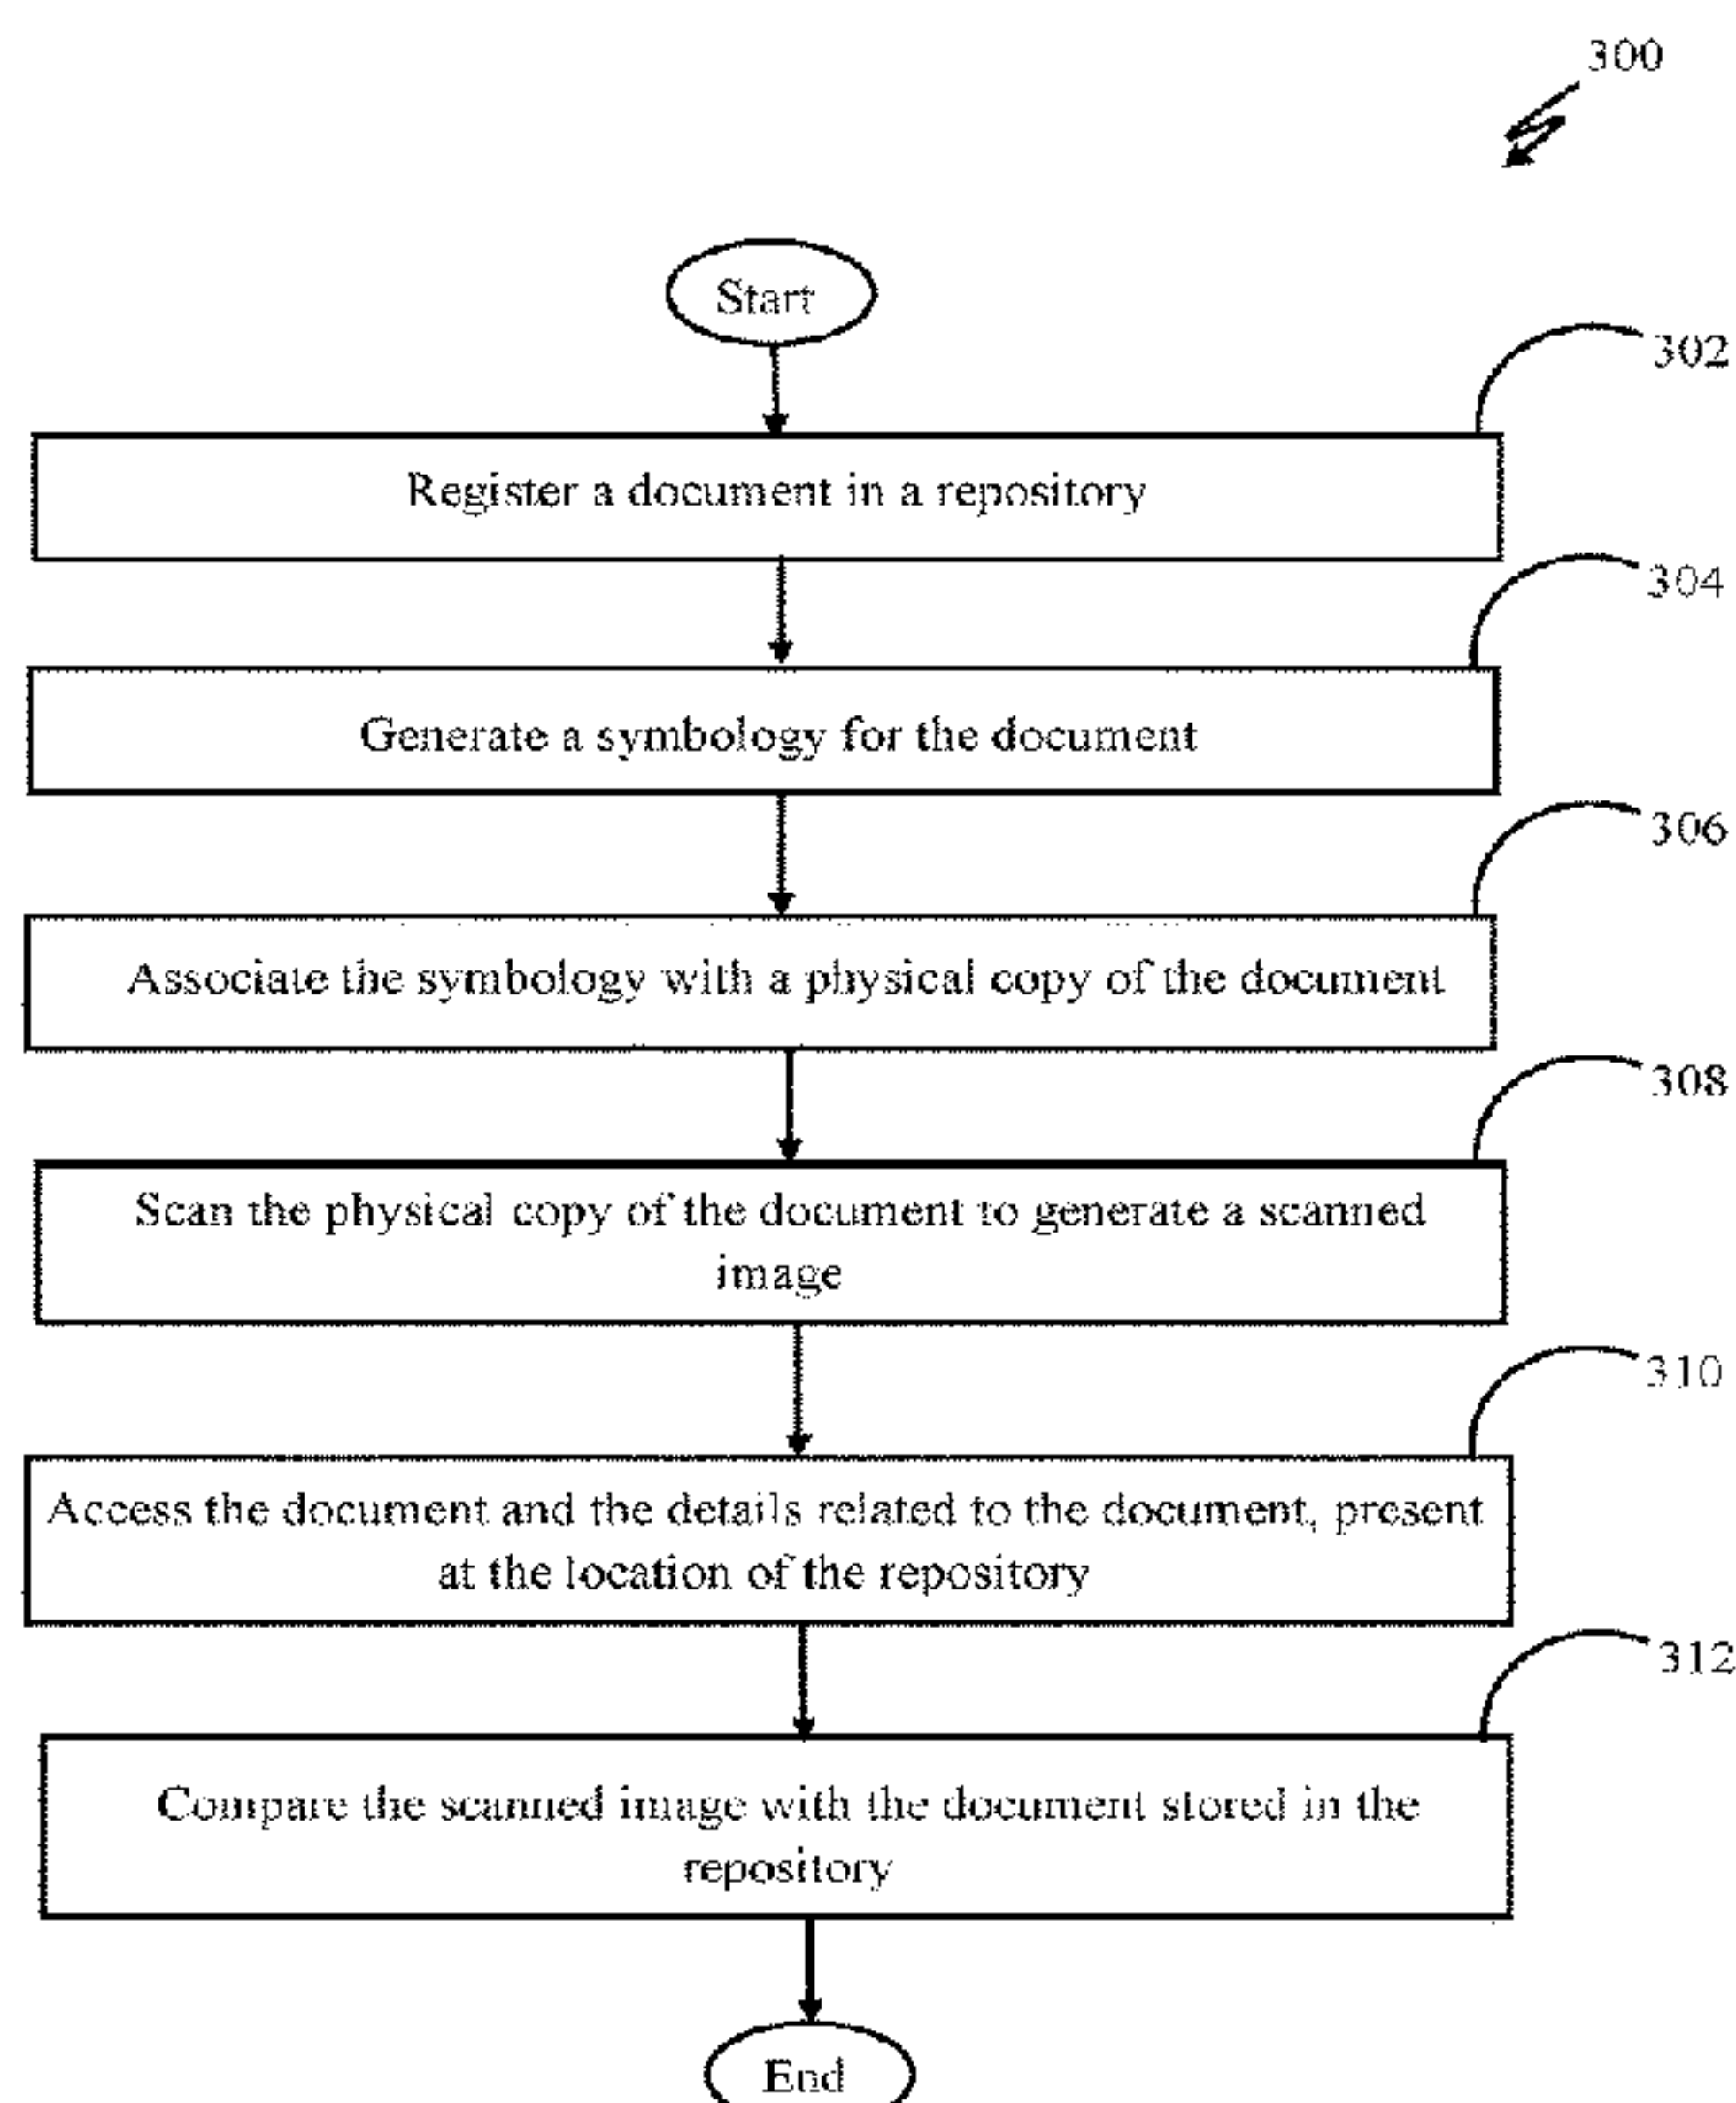 300
Start
302
Register a document in a repository
304
Generate a symbology for the document
306
Associate the symbology with a physical copy of the document
308
Scan the physical copy of the document to generate a scanned
image
310
Access the document and the details related to the document, present
at the location of the repository
312
Compare the scanned image with the document stored in the
repository
End